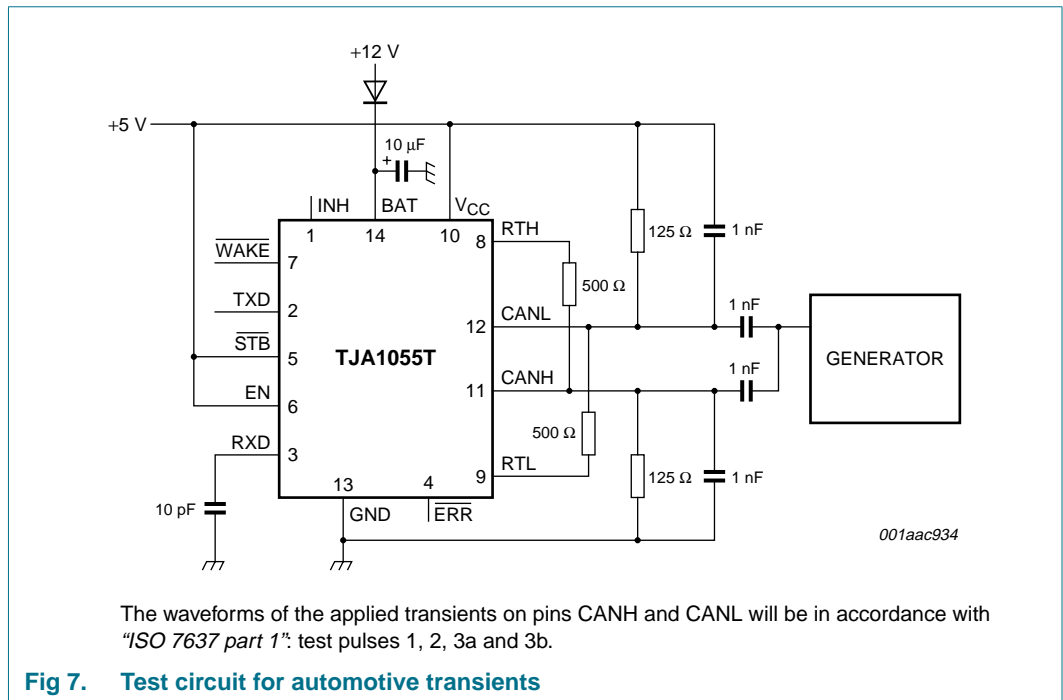 +12 V
+5 V
10 μF
+
INH
BAT
VCC
1
14
10
RTH
8
125 Ω
1 nF
WAKE
7
500 Ω
TXD
2
CANL
12
1 nF
STB
5
TJA1055T
GENERATOR
EN
6
CANH
11
1 nF
RXD
3
500 Ω
RTL
9
125 Ω
1 nF
13
4
10 pF
GND
ERR
001aac934
The waveforms of the applied transients on pins CANH and CANL will be in accordance with
“ISO 7637 part 1”: test pulses 1, 2, 3a and 3b.
Fig 7. Test circuit for automotive transients